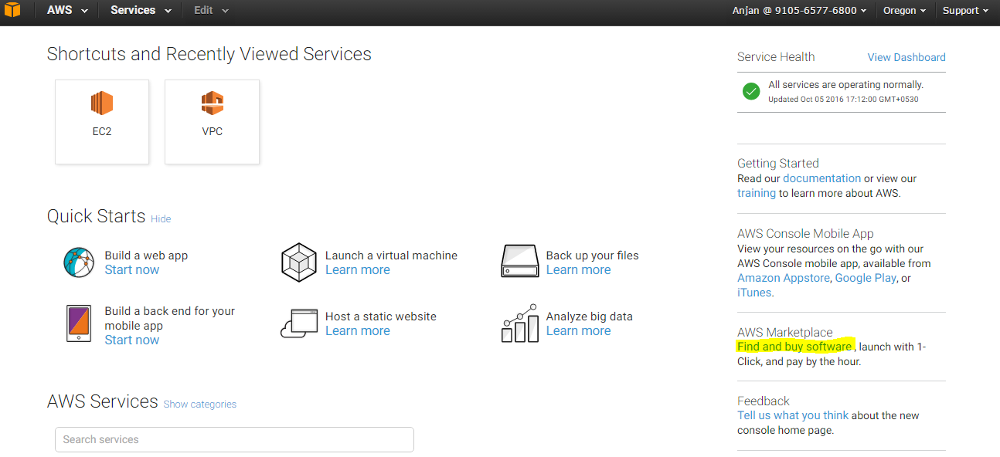 AWS Services Edit Anjan @ 9105-6577-6800 Oregon Support
Shortcuts and Recently Viewed Services
EC2
VPC
Quick Starts Hide
Build a web app
Start now
Launch a virtual machine
Learn more
Back up your files
Learn more
Build a back end for your
mobile app
Start now
Host a static website
Learn more
Analyze big data
Learn more
AWS Services Show categories
Search services
Service Health View Dashboard
All services are operating normally.
Updated Oct 05 2016 17:12:00 GMT+0530
Getting Started
Read our documentation or view our
training to learn more about AWS.
AWS Console Mobile App
View your resources on the go with our
AWS Console mobile app, available from
Amazon Appstore, Google Play, or
iTunes.
AWS Marketplace
Find and buy software , launch with 1-
Click, and pay by the hour.
Feedback
Tell us what you think about the new
console home page.